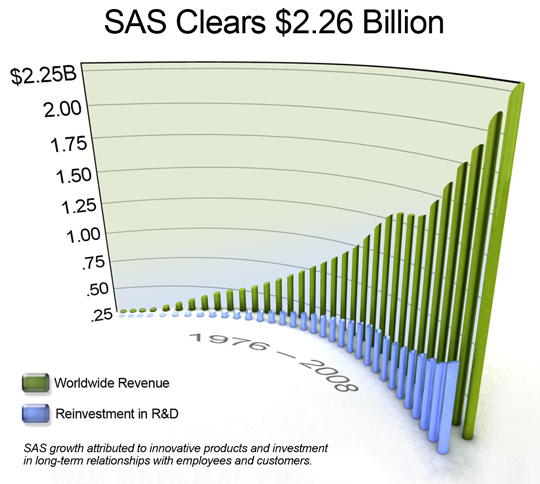 SAS Clears $2.26 Billion
$2.25B
2.00
1.75
1.50
1.25
1.00
.75
.50
.25
1976 – 2008
Worldwide Revenue
Reinvestment in R&D
SAS growth attributed to innovative products and investment
in long-term relationships with employees and customers.